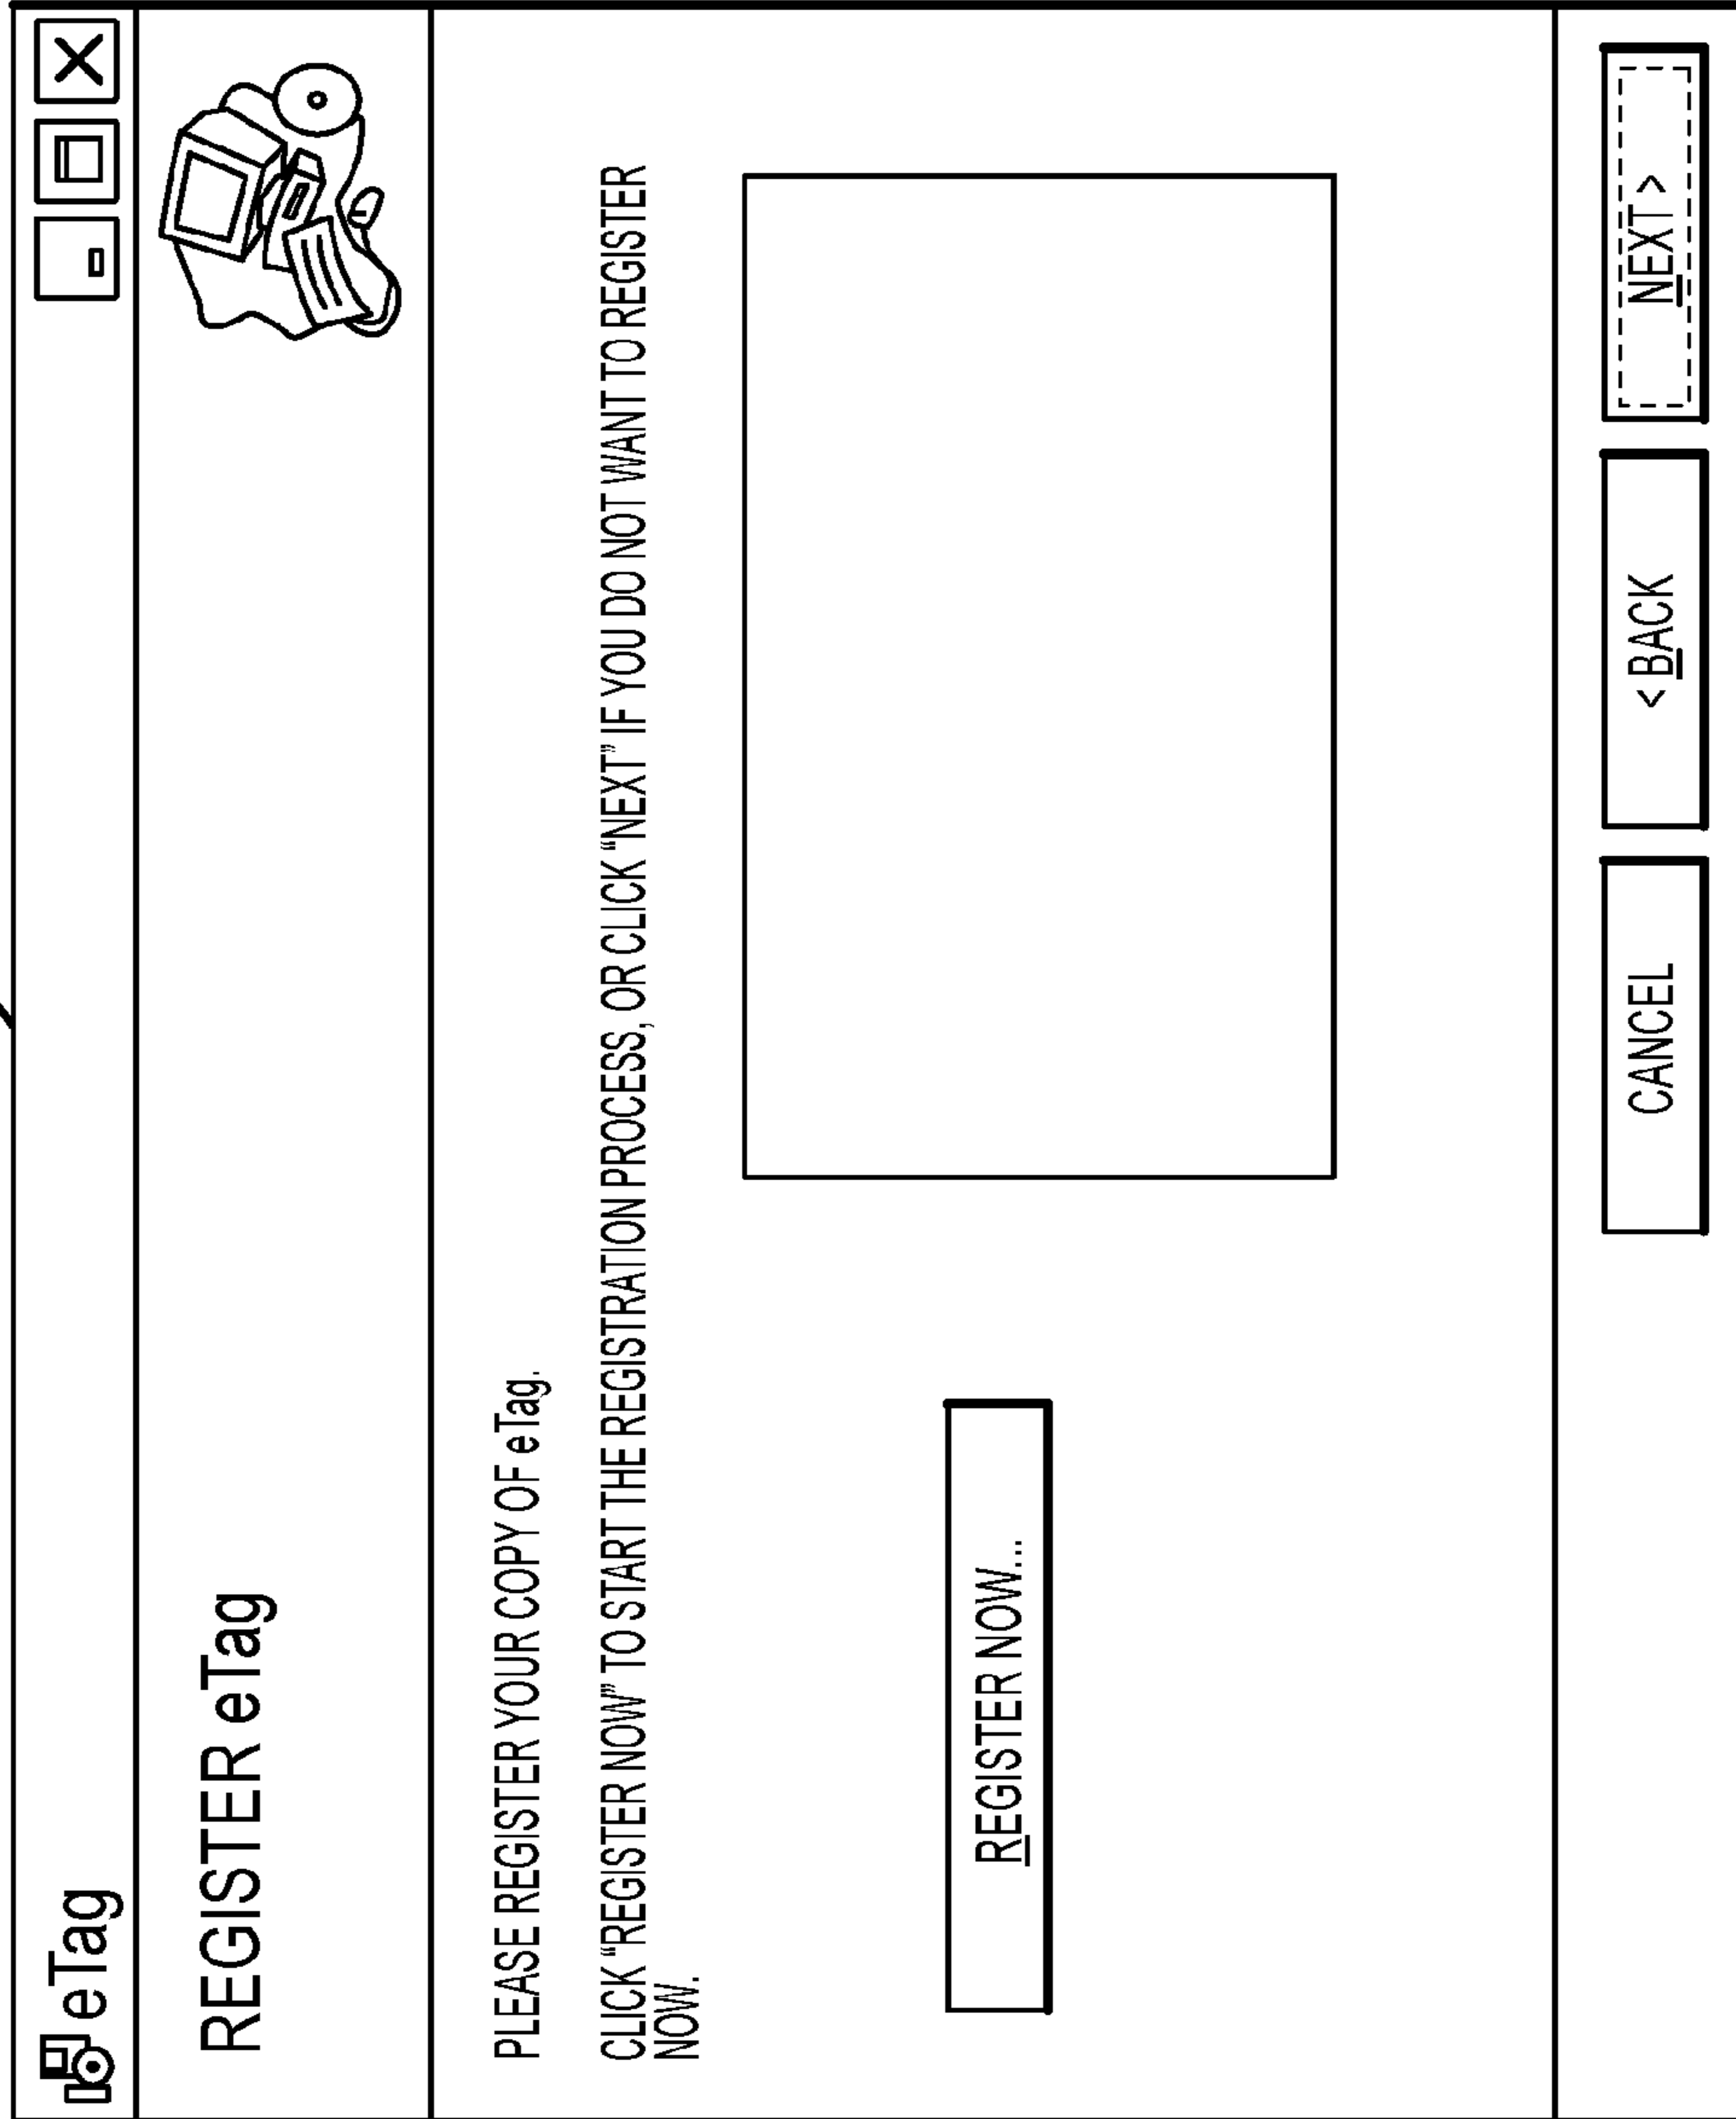 eTag
REGISTER eTag
PLEASE REGISTER YOUR COPY OF eTag.
CLICK “REGISTER NOW” TO START THE REGISTRATION PROCESS, OR CLICK “NEXT” IF YOU DO NOT WANT TO REGISTER
NOW.
REGISTER NOW...
CANCEL
< BACK
NEXT >